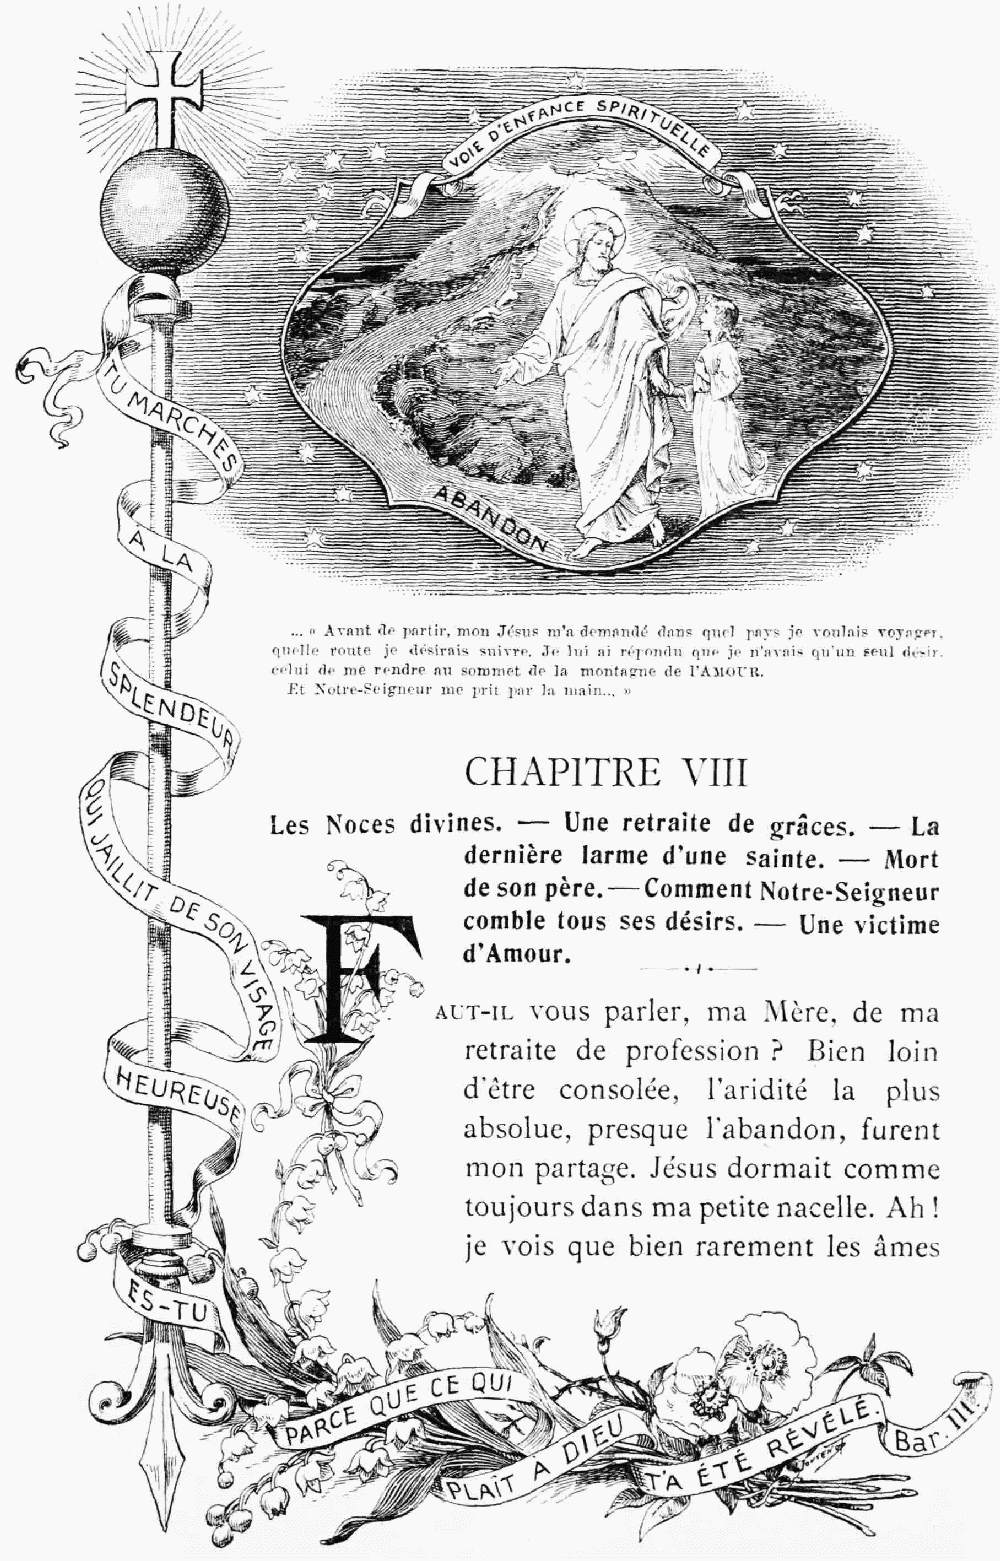 VOIE D'ENFANCE SPIRITUELLE
ABANDON
TU MARCHES
A LA
SPLENDEUR
QUI JAILLIT DE SON VISAGE
HEUREUSE
ES-TU
PARCE QUE CE QUI
PLAÎT A DIEU
T'A ÉTÉ RÉVÉLÉ.
Bar. III.
... « Avant de partir, mon Jésus m'a demandé dans quel pays je voulais voyager,
quelle route je désirais suivre. Je lui ai répondu que je n'avais qu'un seul désir,
celui de me rendre au sommet de la montagne de l'AMOUR.
Et Notre-Seigneur me prit par la main... »
CHAPITRE VIII
Les Noces divines. — Une retraite de grâces. — La
dernière larme d'une sainte. — Mort
de son père. — Comment Notre-Seigneur
comble tous ses désirs. — Une victime
d'Amour.
FAUT-IL vous parler, ma Mère, de ma
retraite de profession ? Bien loin
d'être consolée, l'aridité la plus
absolue, presque l'abandon, furent
mon partage. Jésus dormait comme
toujours dans ma petite nacelle. Ah !
je vois que bien rarement les âmes